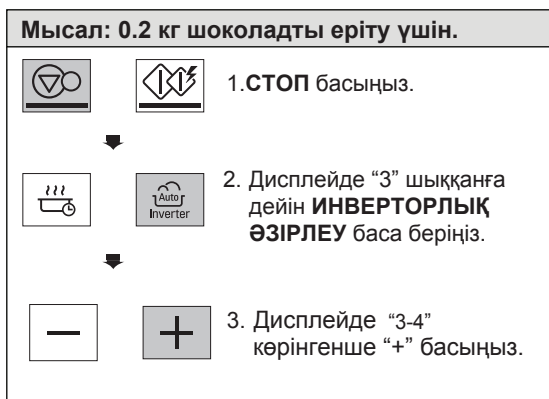 Мысал: 0.2 кг шоколадты еріту үшін.
1.СТОП басыңыз.
Auto
Inverter
2. Дисплейде “3” шыққанға
дейін ИНВЕРТОРЛЫҚ
ӘЗІРЛЕУ баса беріңіз.
3. Дисплейде “3-4”
көрінгенше “+” басыңыз.